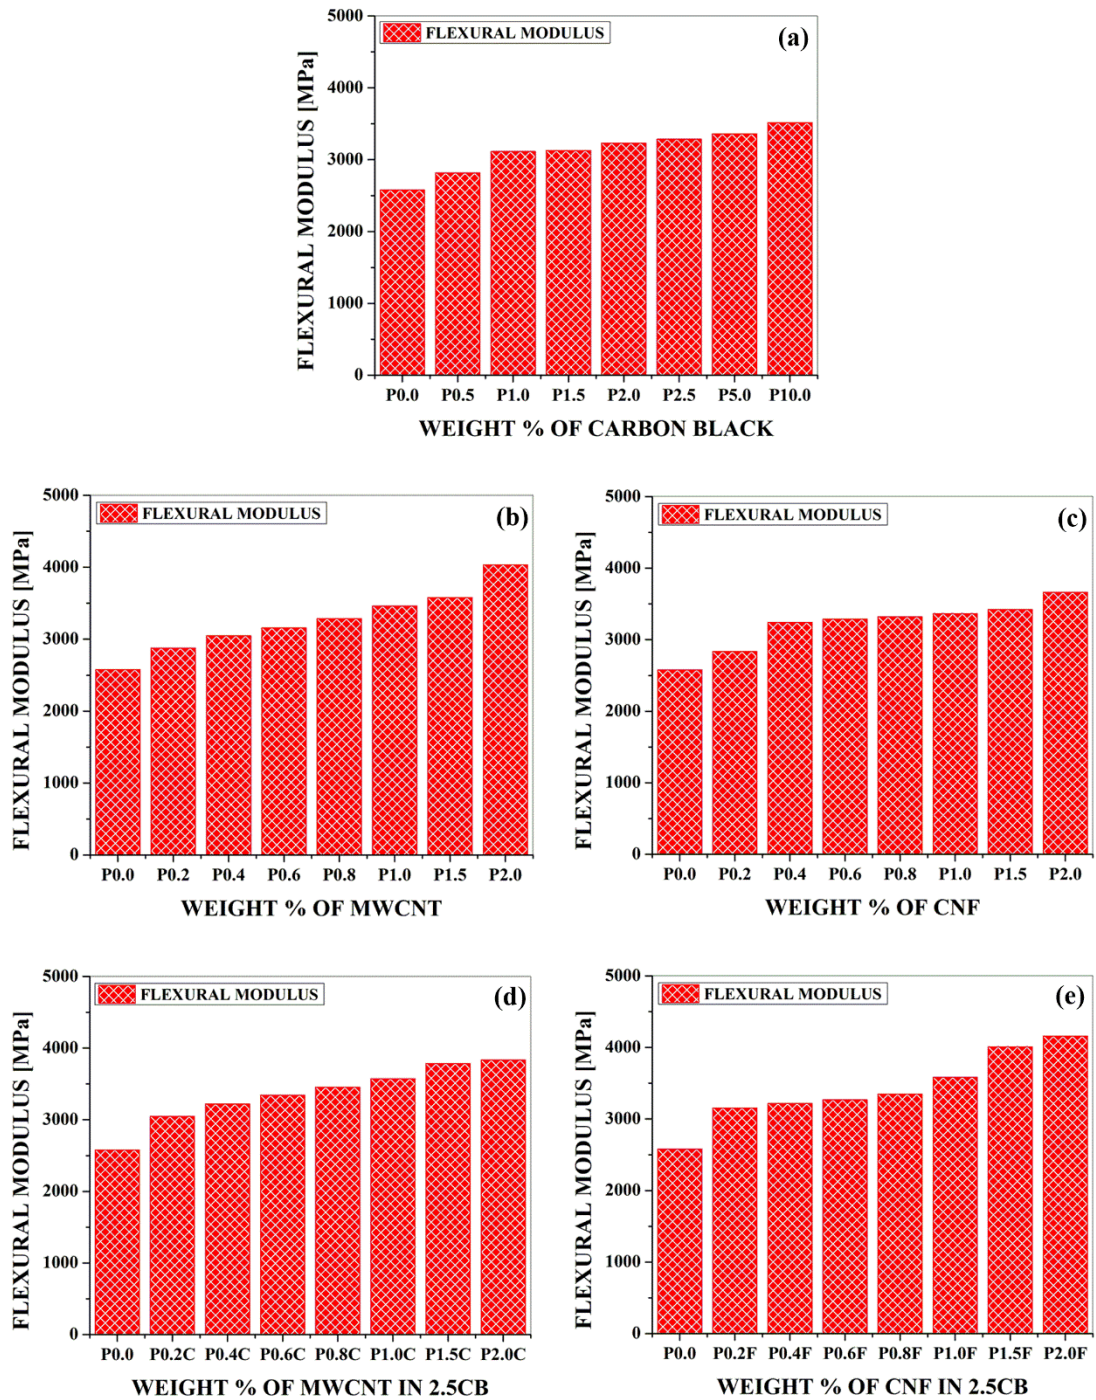 FLEXURAL MODULUS
(a)
5000
4000
3000
2000
1000
0
FLEXURAL MODULUS [MPa]
P0.0 P0.5 P1.0 P1.5 P2.0 P2.5 P5.0 P10.0
WEIGHT % OF CARBON BLACK
FLEXURAL MODULUS
(b)
5000
4000
3000
2000
1000
0
FLEXURAL MODULUS [MPa]
P0.0 P0.2 P0.4 P0.6 P0.8 P1.0 P1.5 P2.0
WEIGHT % OF MWCNT
FLEXURAL MODULUS
(c)
5000
4000
3000
2000
1000
0
FLEXURAL MODULUS [MPa]
P0.0 P0.2 P0.4 P0.6 P0.8 P1.0 P1.5 P2.0
WEIGHT % OF CNF
FLEXURAL MODULUS
(d)
5000
4000
3000
2000
1000
0
FLEXURAL MODULUS [MPa]
P0.0 P0.2C P0.4C P0.6C P0.8C P1.0C P1.5C P2.0C
WEIGHT % OF MWCNT IN 2.5CB
FLEXURAL MODULUS
(e)
5000
4000
3000
2000
1000
0
FLEXURAL MODULUS [MPa]
P0.0 P0.2F P0.4F P0.6F P0.8F P1.0F P1.5F P2.0F
WEIGHT % OF CNF IN 2.5CB